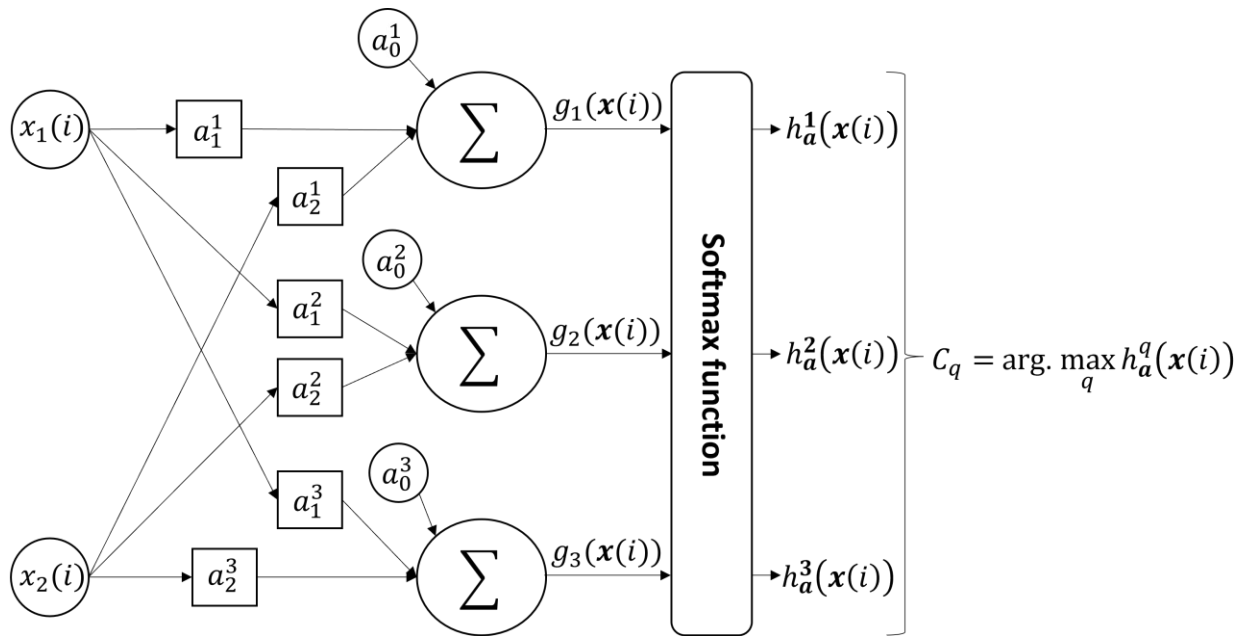 a_0^1
x_1(i)
a_1^1
∑
g_1(x(i))
h_a^1(x(i))
a_2^1
a_0^2
a_1^2
a_2^2
∑
g_2(x(i))
Softmax function
h_a^2(x(i))
C_q = arg. max_q h_a^q(x(i))
a_0^3
a_1^3
x_2(i)
a_2^3
∑
g_3(x(i))
h_a^3(x(i))